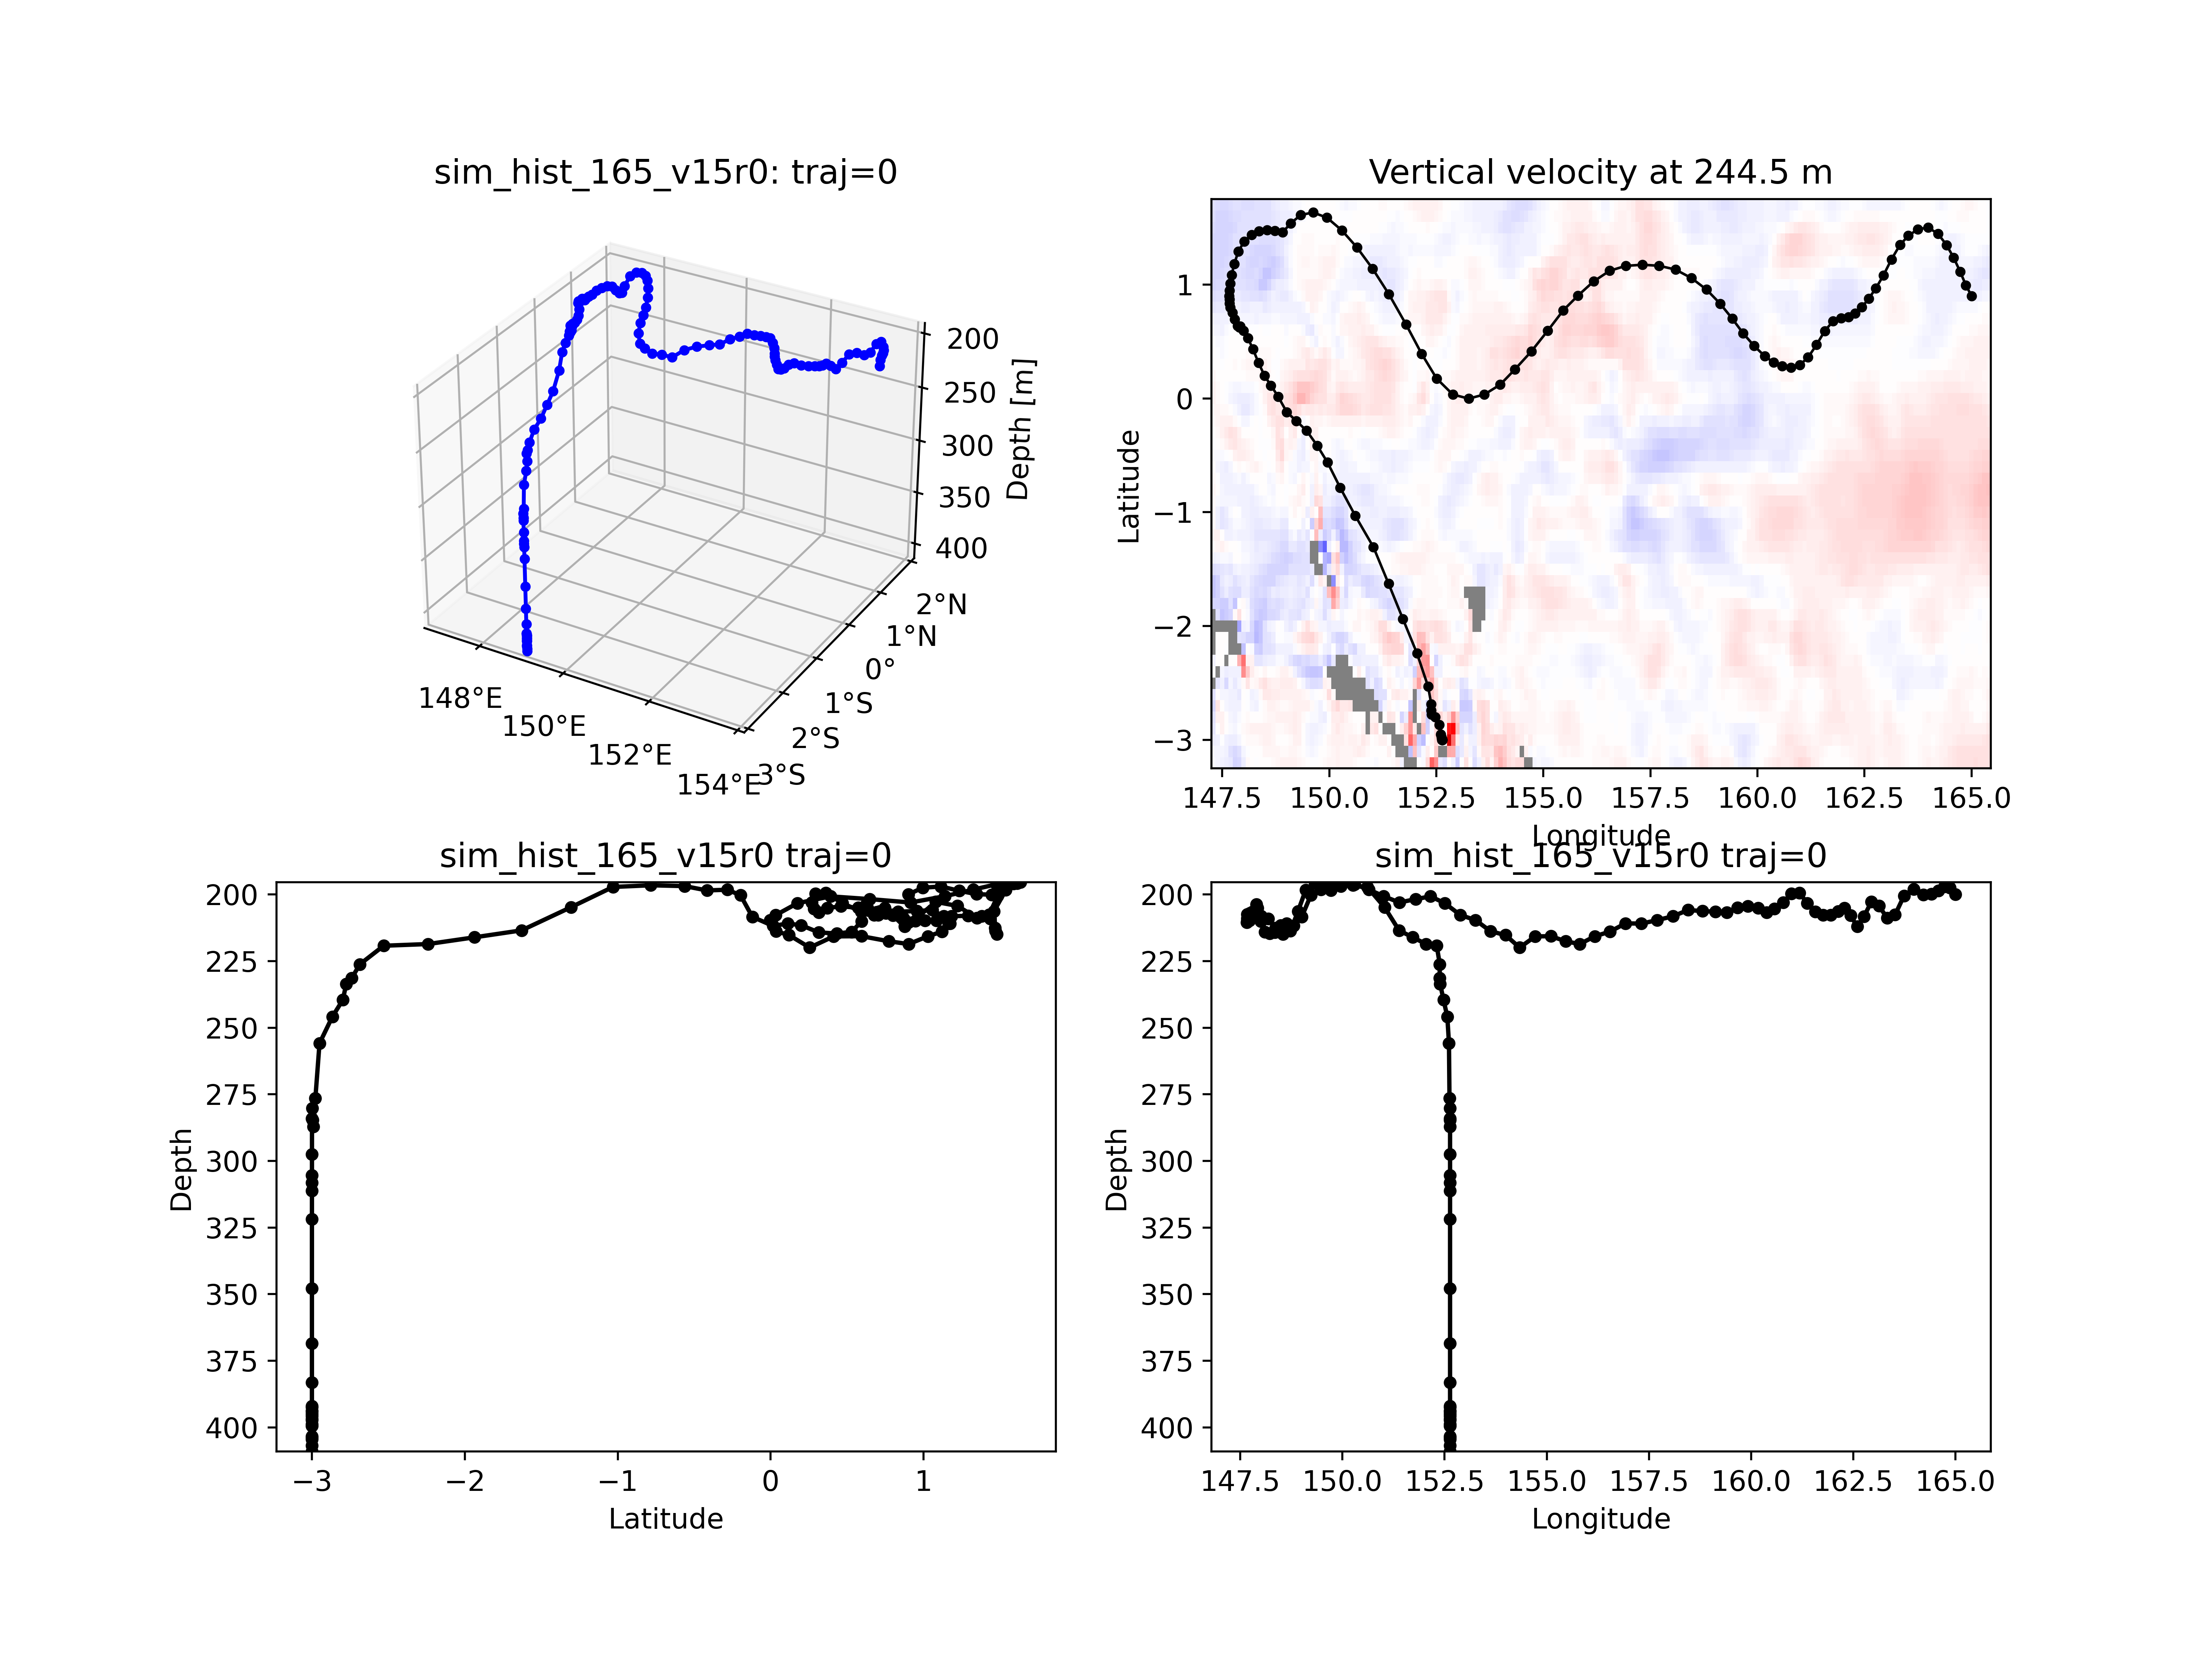 sim_hist_165_v15r0: traj=0
200
250
300
350
400
Depth [m]
2°N
1°N
0°
1°S
2°S
3°S
148°E
150°E
152°E
154°E
Vertical velocity at 244.5 m
1
0
−1
−2
−3
Latitude
147.5 150.0 152.5 155.0 157.5 160.0 162.5 165.0
Longitude
sim_hist_165_v15r0 traj=0
200
225
250
275
300
325
350
375
400
Depth
−3 −2 −1 0 1
Latitude
sim_hist_165_v15r0 traj=0
200
225
250
275
300
325
350
375
400
Depth
147.5 150.0 152.5 155.0 157.5 160.0 162.5 165.0
Longitude